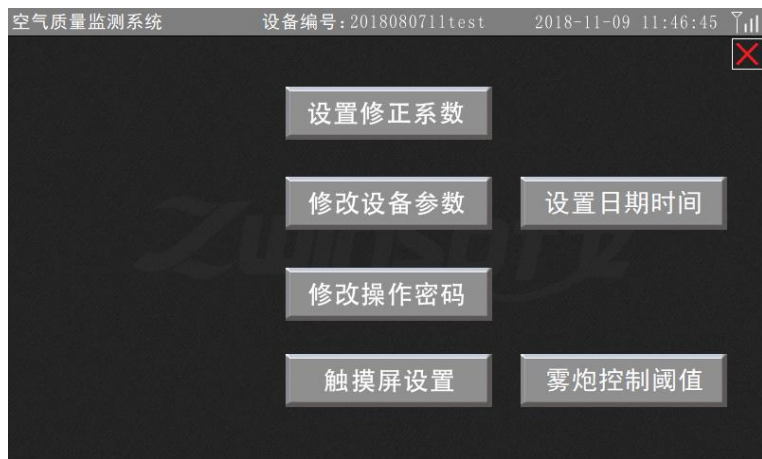 空气质量监测系统 设备编号:2018080711test 2018-11-09 11:46:45
设置修正系数
修改设备参数 设置日期时间
修改操作密码
触摸屏设置 雾炮控制阈值